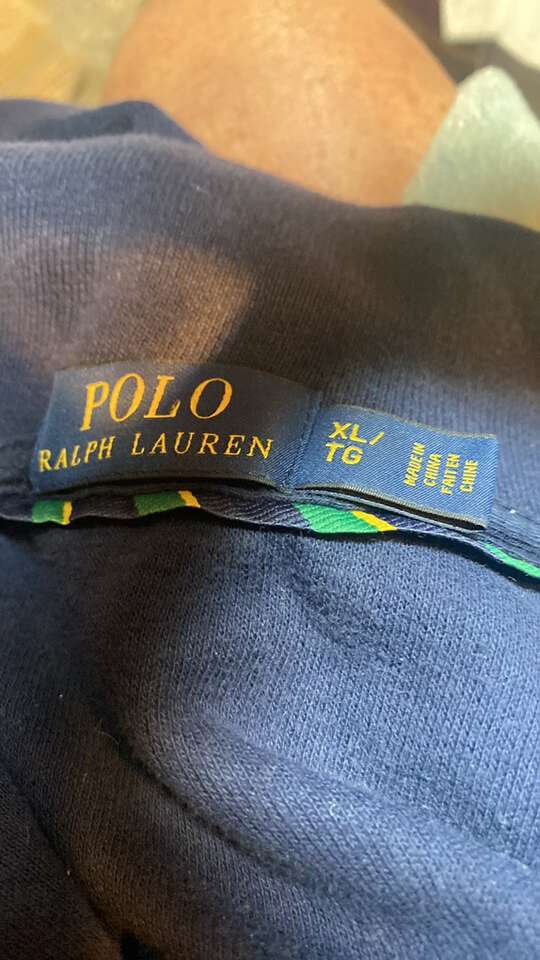 POLO
RALPH LAUREN
XL/
TG
MADE IN
CHINA
FAIT EN
CHINE